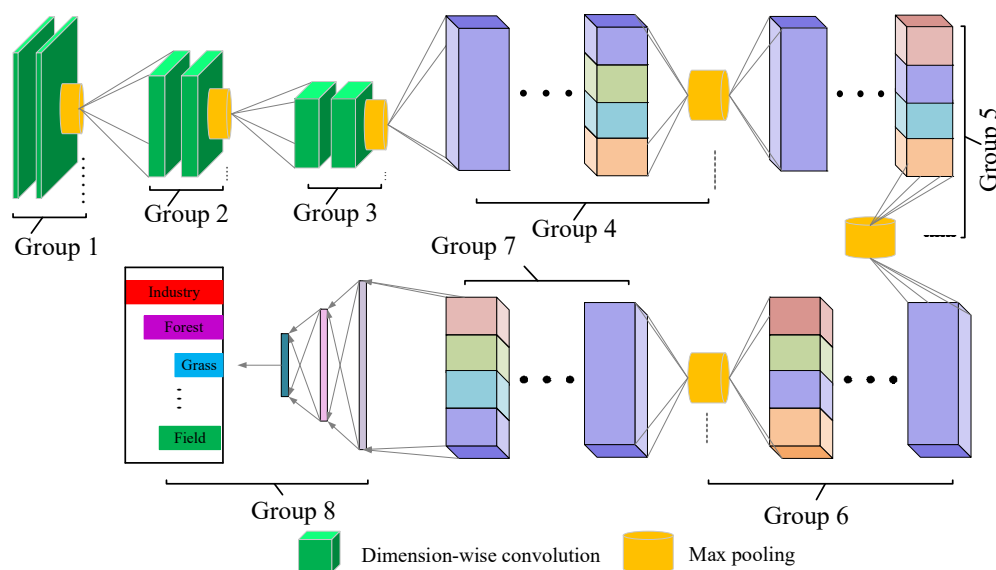 Group 1
Group 2
Group 3
Group 4
Group 5
Group 7
Industry
Forest
Grass
Field
Group 8
Group 6
Dimension-wise convolution
Max pooling